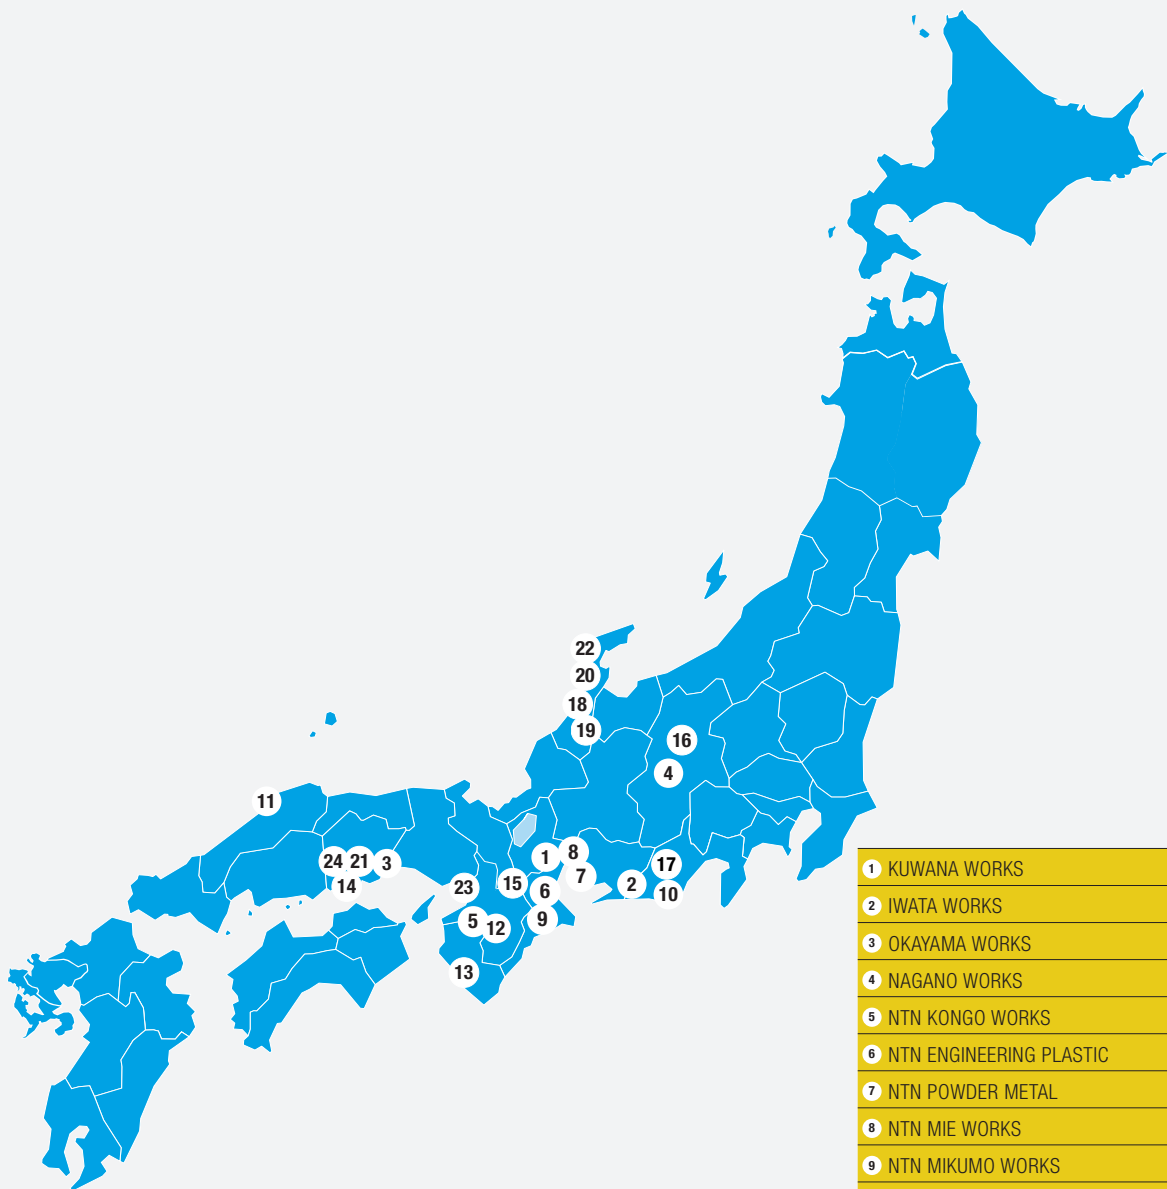 22
20
18
19
16
4
11
8
1
24
21
3
17
7
15
2
14
23
6
10
9
5
12
13
1 KUWANA WORKS
2 IWATA WORKS
3 OKAYAMA WORKS
4 NAGANO WORKS
5 NTN KONGO WORKS
6 NTN ENGINEERING PLASTIC
7 NTN POWDER METAL
8 NTN MIE WORKS
9 NTN MIKUMO WORKS